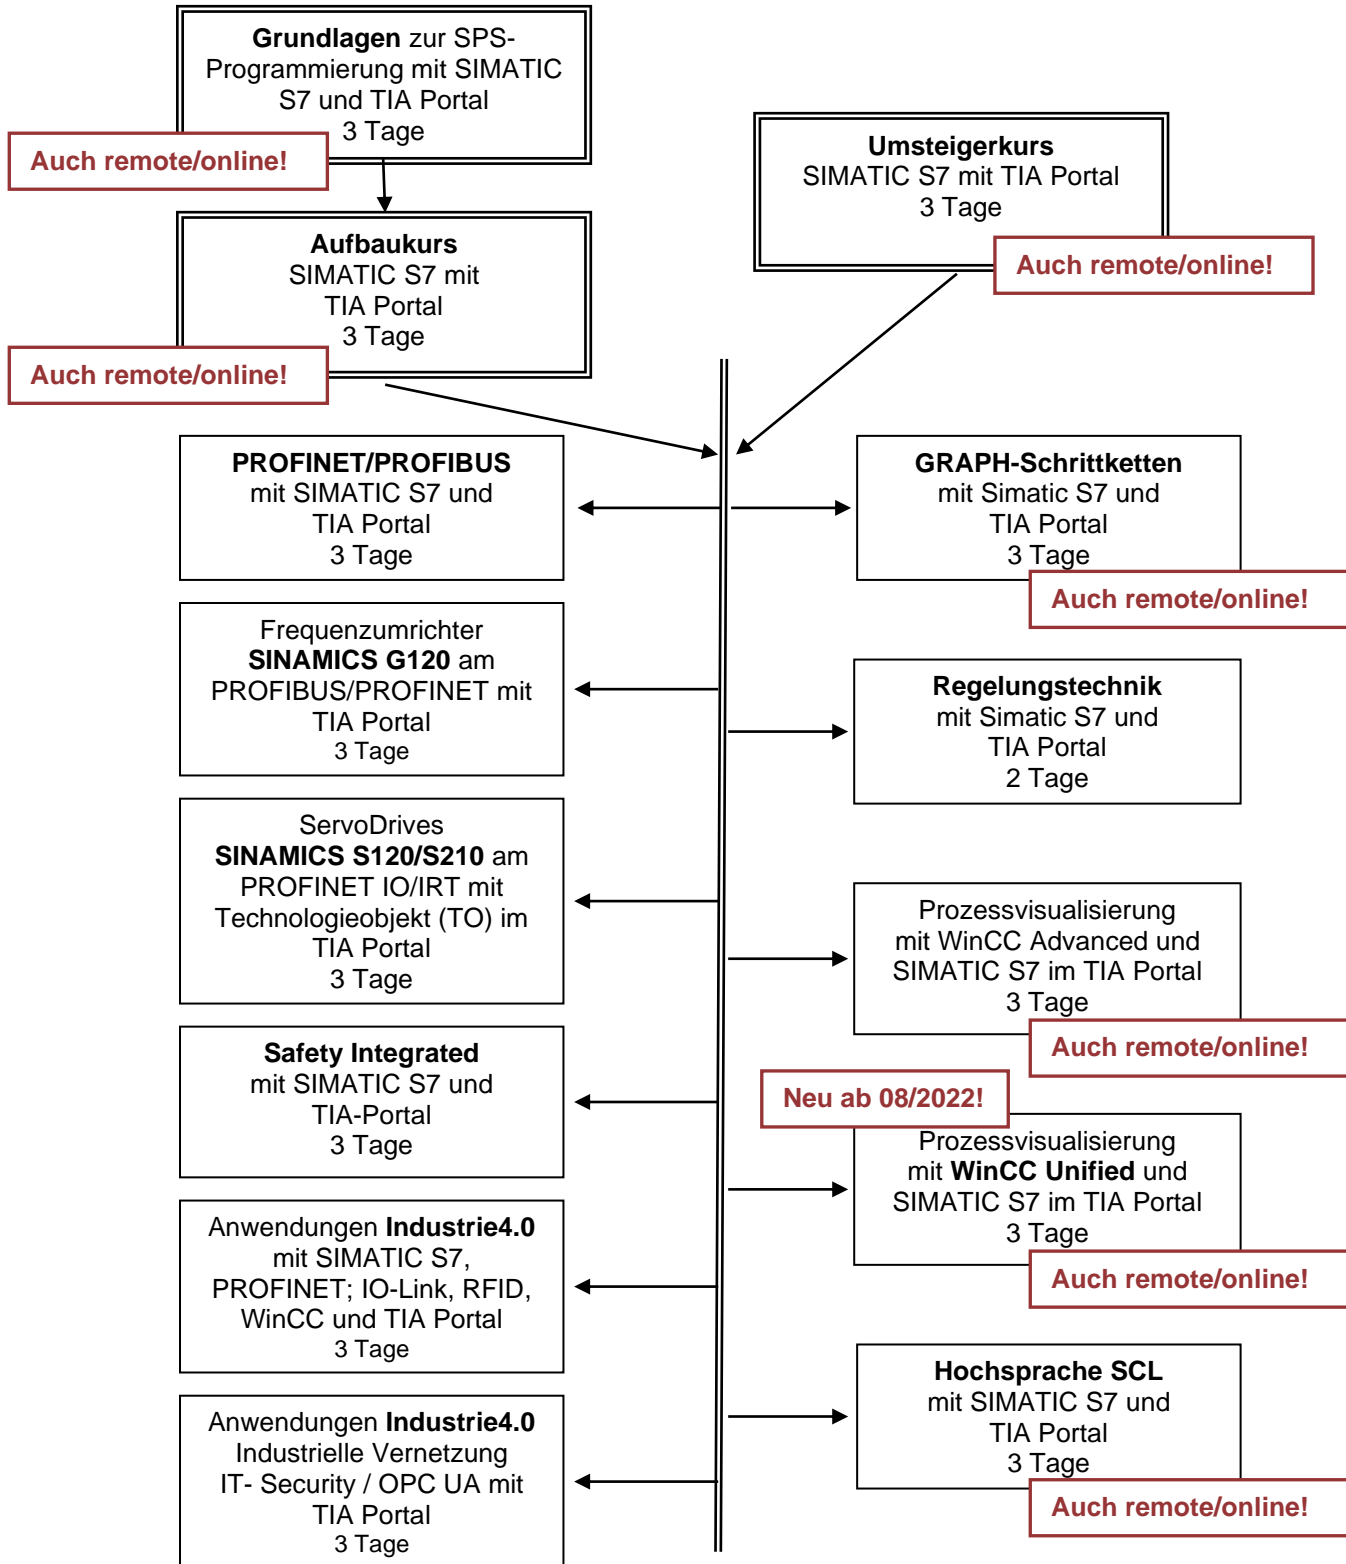 Grundlagen zur SPS-
Programmierung mit SIMATIC
S7 und TIA Portal
3 Tage
Auch remote/online!
Umsteigerkurs
SIMATIC S7 mit TIA Portal
3 Tage
Auch remote/online!
Aufbaukurs
SIMATIC S7 mit
TIA Portal
3 Tage
Auch remote/online!
PROFINET/PROFIBUS
mit SIMATIC S7 und
TIA Portal
3 Tage
GRAPH-Schrittketten
mit Simatic S7 und
TIA Portal
3 Tage
Auch remote/online!
Frequenzumrichter
SINAMICS G120 am
PROFIBUS/PROFINET mit
TIA Portal
3 Tage
Regelungstechnik
mit Simatic S7 und
TIA Portal
2 Tage
ServoDrives
SINAMICS S120/S210 am
PROFINET IO/IRT mit
Technologieobjekt (TO) im
TIA Portal
3 Tage
Prozessvisualisierung
mit WinCC Advanced und
SIMATIC S7 im TIA Portal
3 Tage
Auch remote/online!
Safety Integrated
mit SIMATIC S7 und
TIA-Portal
3 Tage
Neu ab 08/2022!
Prozessvisualisierung
mit WinCC Unified und
SIMATIC S7 im TIA Portal
3 Tage
Auch remote/online!
Anwendungen Industrie4.0
mit SIMATIC S7,
PROFINET; IO-Link, RFID,
WinCC und TIA Portal
3 Tage
Hochsprache SCL
mit SIMATIC S7 und
TIA Portal
3 Tage
Auch remote/online!
Anwendungen Industrie4.0
Industrielle Vernetzung
IT- Security / OPC UA mit
TIA Portal
3 Tage